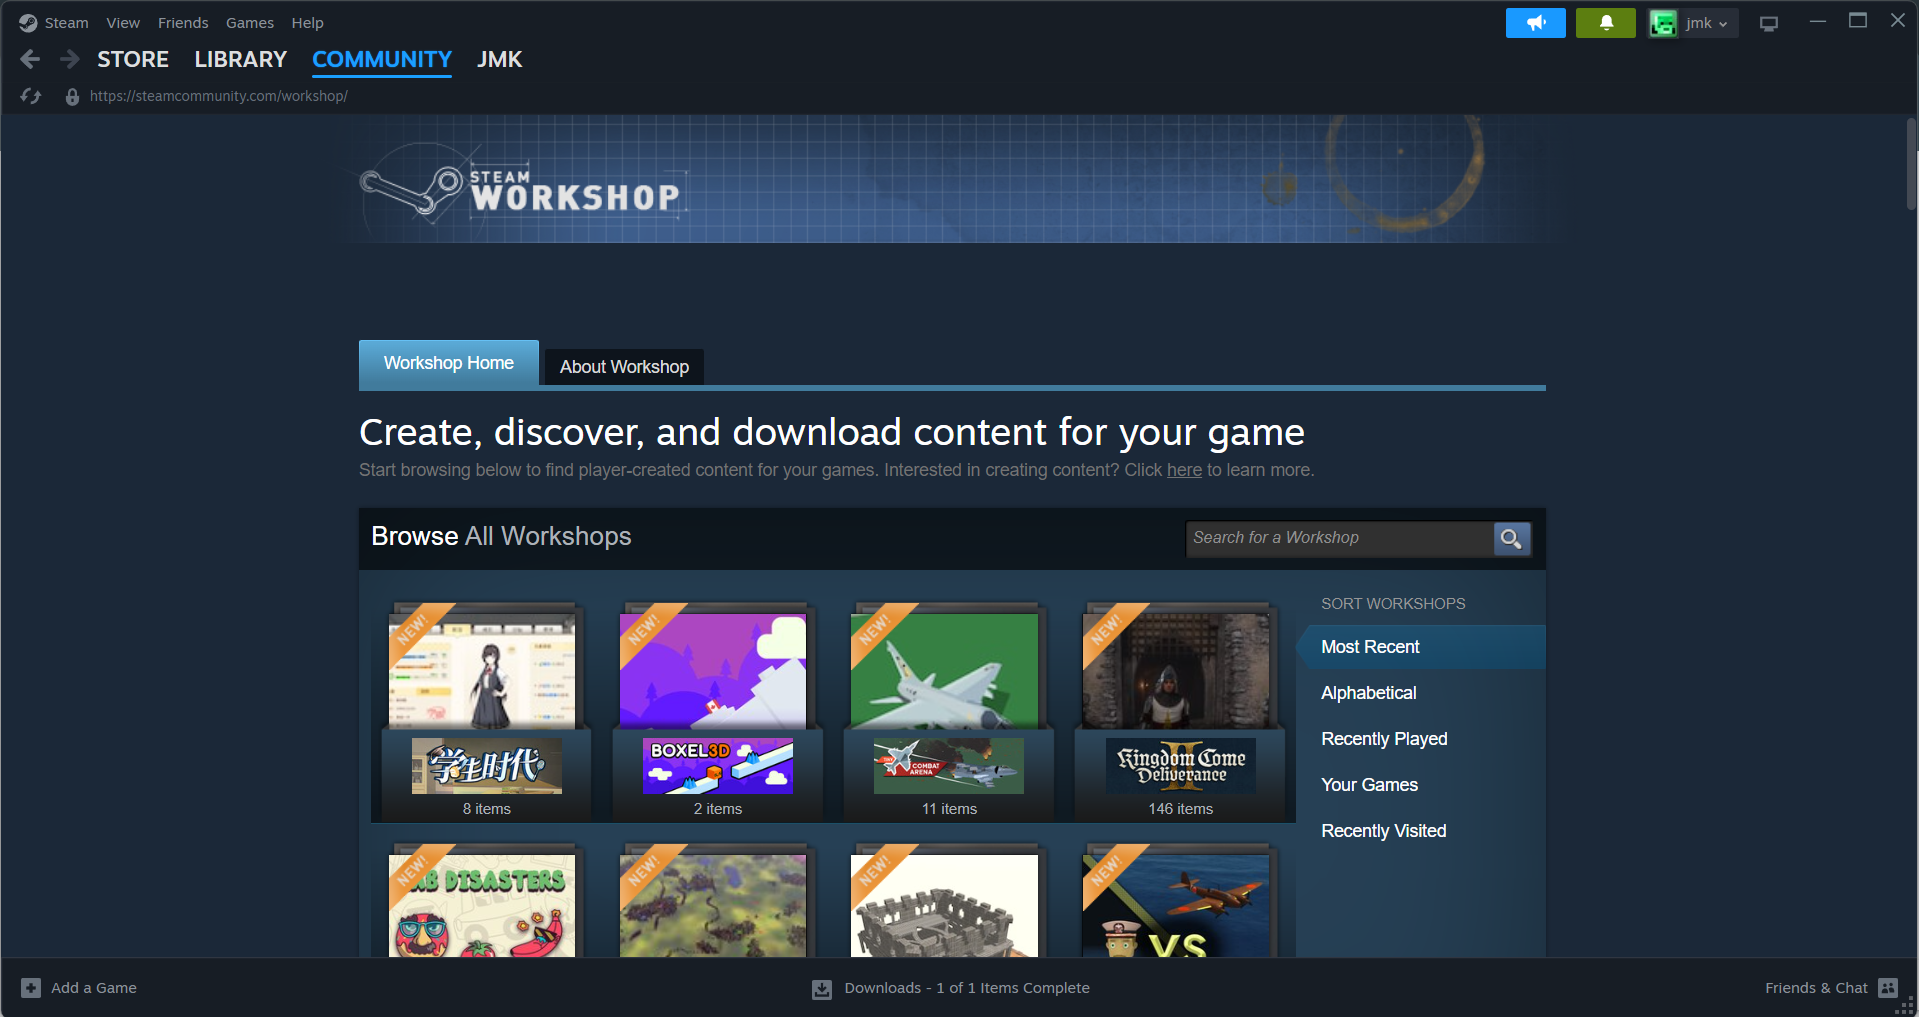 Steam View Friends Games Help
jmk
STORE LIBRARY COMMUNITY JMK
https://steamcommunity.com/workshop/
STEAM
WORKSHOP
Workshop Home
About Workshop
Create, discover, and download content for your game
Start browsing below to find player-created content for your games. Interested in creating content? Click here to learn more.
Browse All Workshops
Search for a Workshop
NEW!
NEW!
NEW!
NEW!
学生时代
BOXEL3D
TINY COMBAT ARENA
Kingdom Come
Deliverance
II
8 items
2 items
11 items
146 items
SORT WORKSHOPS
Most Recent
Alphabetical
Recently Played
Your Games
Recently Visited
NEW!
NEW!
NEW!
NEW!
DISASTERS
VS
Add a Game
Downloads - 1 of 1 Items Complete
Friends & Chat